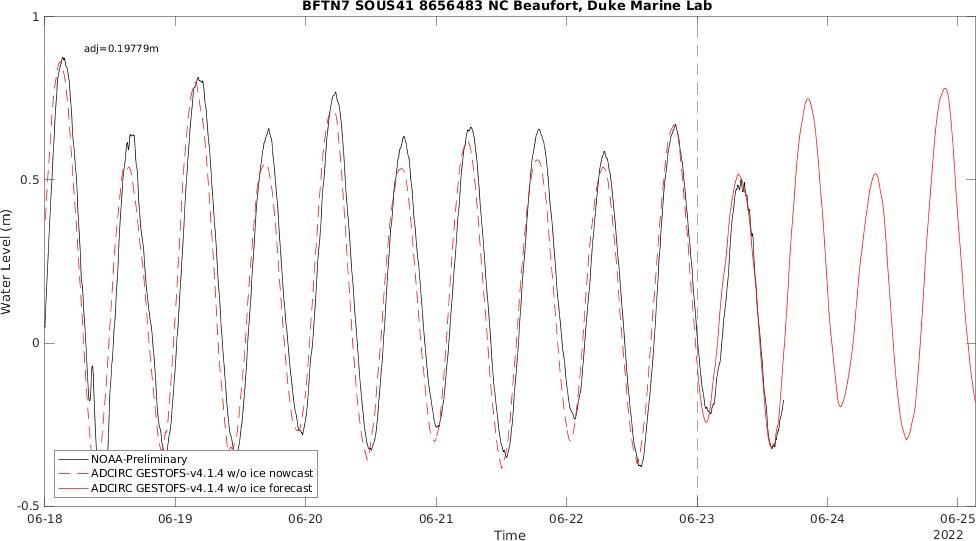 BFTN7 SOUS41 8656483 NC Beaufort, Duke Marine Lab
adj=0.19779m
1
0.5
0
-0.5
Water Level (m)
NOAA-Preliminary
ADCIRC GESTOFS-v4.1.4 w/o ice nowcast
ADCIRC GESTOFS-v4.1.4 w/o ice forecast
06-18 06-19 06-20 06-21 06-22 06-23 06-24 06-25
Time
2022